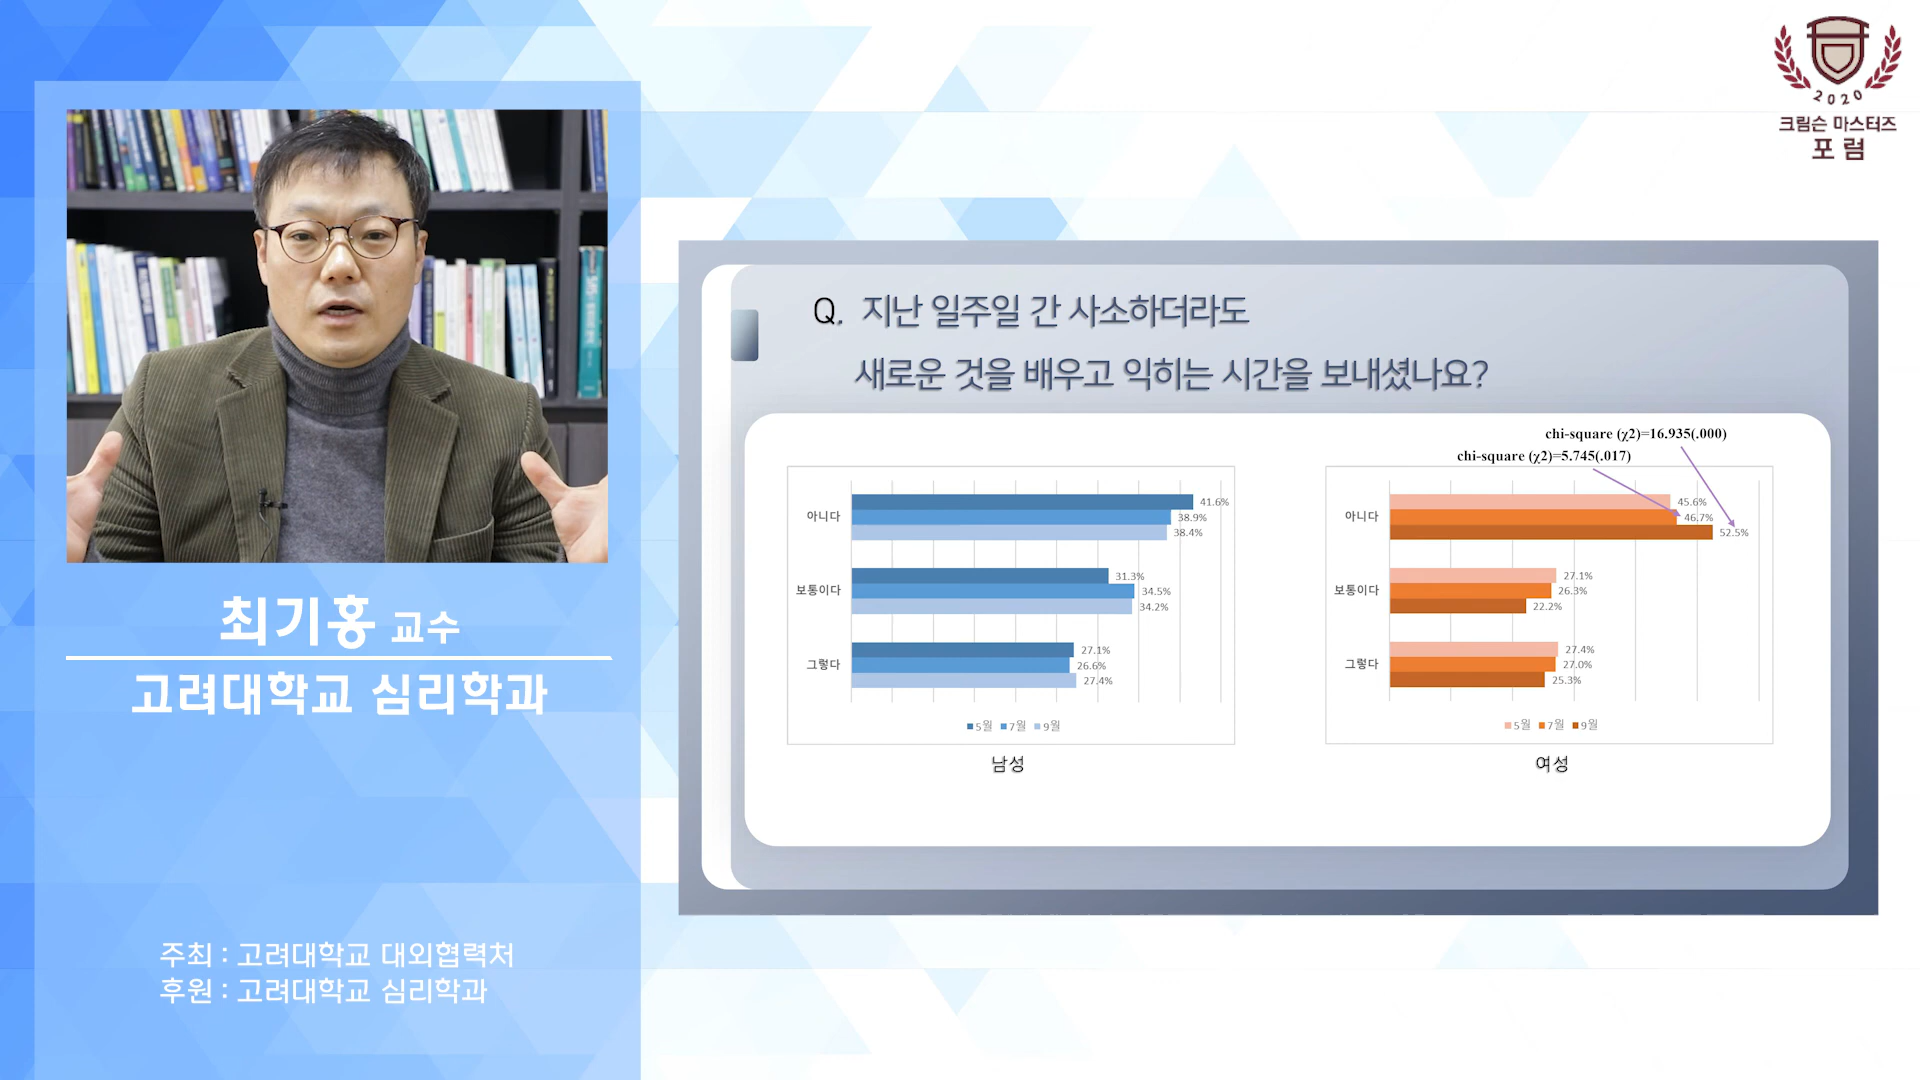 2020
크림슨 마스터즈
포럼
최기홍 교수
고려대학교 심리학과
주최 : 고려대학교 대외협력처
후원 : 고려대학교 심리학과
Q. 지난 일주일 간 사소하더라도
새로운 것을 배우고 익히는 시간을 보내셨나요?
chi-square (χ2)=16.935(.000)
chi-square (χ2)=5.745(.017)
아니다
41.6%
38.9%
38.4%
보통이다
31.3%
34.5%
34.2%
그렇다
27.1%
26.6%
27.4%
5월 7월 9월
남성
아니다
45.6%
46.7%
52.5%
보통이다
27.1%
26.3%
22.2%
그렇다
27.4%
27.0%
25.3%
5월 7월 9월
여성